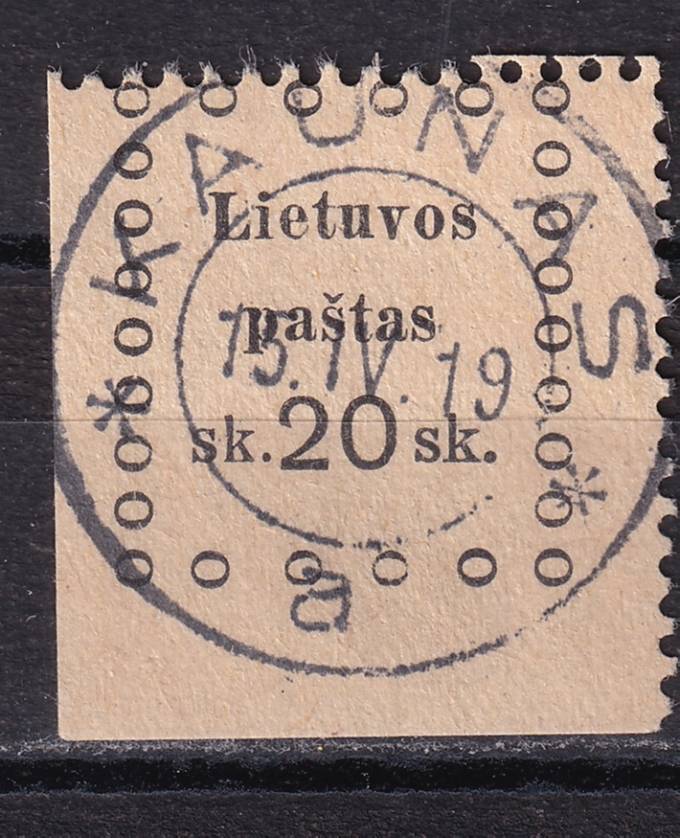 KAUNAS
Lietuvos
paštas
15.IV.19
sk. 20 sk.
* *
B